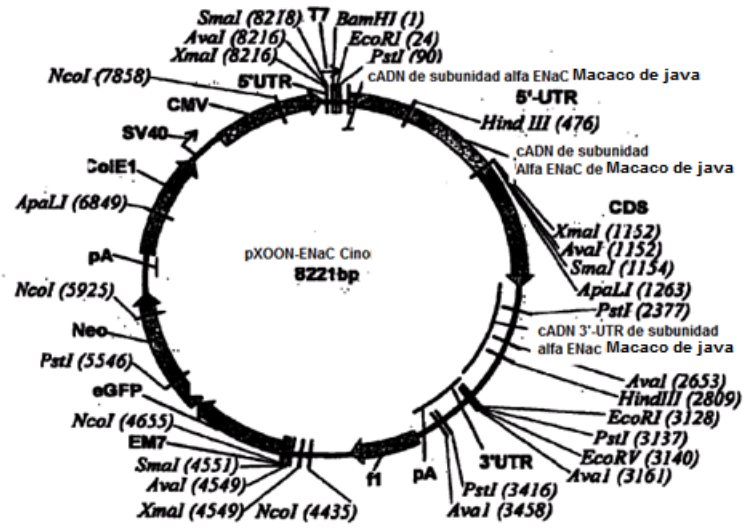 SmaI (8218)
T7
BamHI (1)
AvaI (8216)
EcoRI (24)
XmaI (8216)
PstI (90)
5'UTR
cADN de subunidad alfa ENaC Macaco de java
NcoI (7858)
5'-UTR
CMV
Hind III (476)
SV40
cADN de subunidad
Alfa ENaC de Macaco de java
ColE1
CDS
ApaLI (6849)
XmaI (1152)
AvaI (1152)
SmaI (1154)
pXOON-ENaC Cino
8221bp
ApaLI (1263)
pA
PstI (2377)
NcoI (5925)
cADN 3'-UTR de subunidad
alfa ENac Macaco de java
Neo
PstI (5546)
AvaI (2653)
HindIII (2809)
eGFP
EcoRI (3128)
NcoI (4655)
PstI (3137)
EM7
EcoRV (3140)
SmaI (4551)
3'UTR
Ava1 (3161)
AvaI (4549)
f1
pA
PstI (3416)
XmaI (4549)
NcoI (4435)
Ava1 (3458)